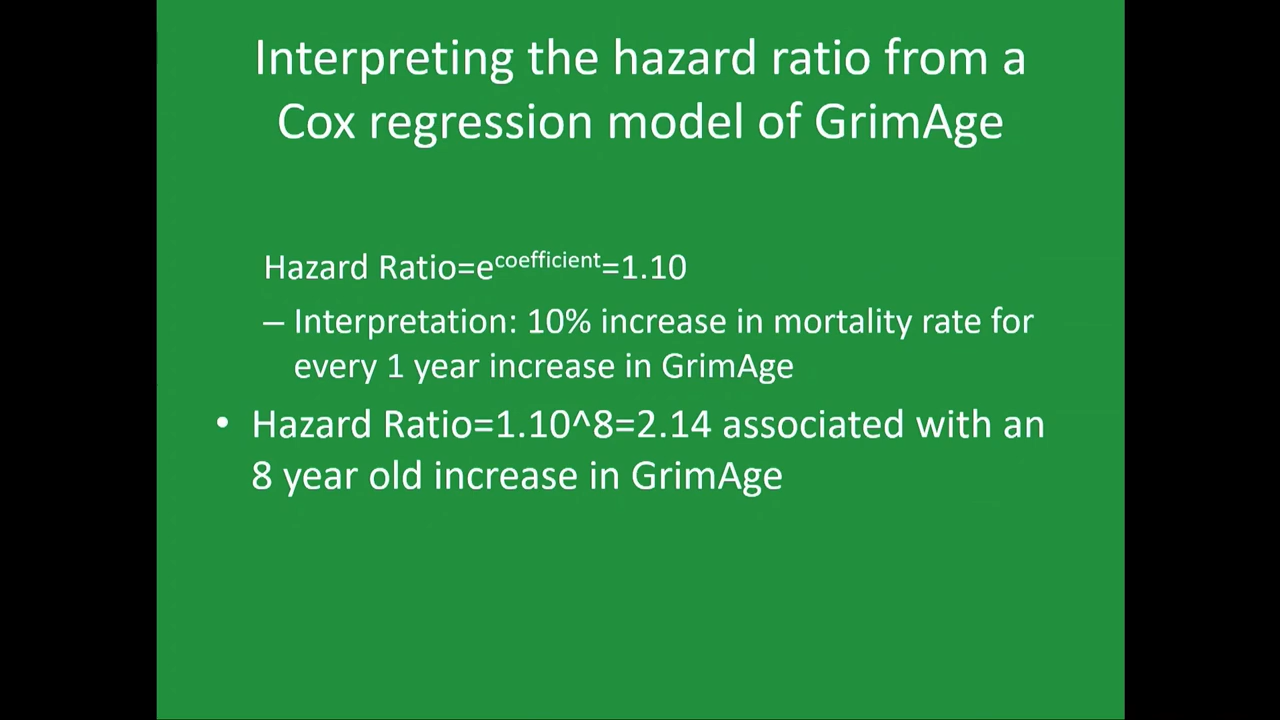 Interpreting the hazard ratio from a
Cox regression model of GrimAge
Hazard Ratio=e^coefficient=1.10
– Interpretation: 10% increase in mortality rate for
every 1 year increase in GrimAge
• Hazard Ratio=1.10^8=2.14 associated with an
8 year old increase in GrimAge